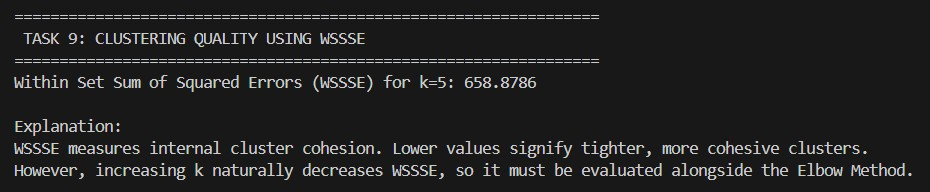 =================================================================
TASK 9: CLUSTERING QUALITY USING WSSSE
=================================================================
Within Set Sum of Squared Errors (WSSSE) for k=5: 658.8786
Explanation:
WSSSE measures internal cluster cohesion. Lower values signify tighter, more cohesive clusters.
However, increasing k naturally decreases WSSSE, so it must be evaluated alongside the Elbow Method.